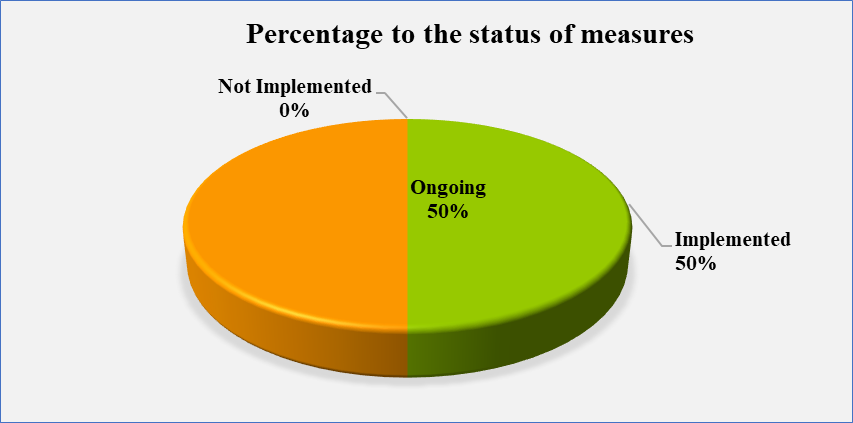 Percentage to the status of measures
Not Implemented
0%
Ongoing
50%
Implemented
50%